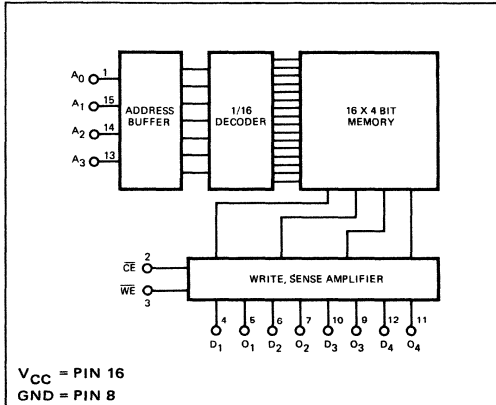 A0 1
A1 15
A2 14
A3 13
ADDRESS
BUFFER
1/16
DECODER
16 X 4 BIT
MEMORY
CE 2
WE 3
WRITE, SENSE AMPLIFIER
4 5 6 7 10 9 12 11
D1 O1 D2 O2 D3 O3 D4 O4
VCC = PIN 16
GND = PIN 8